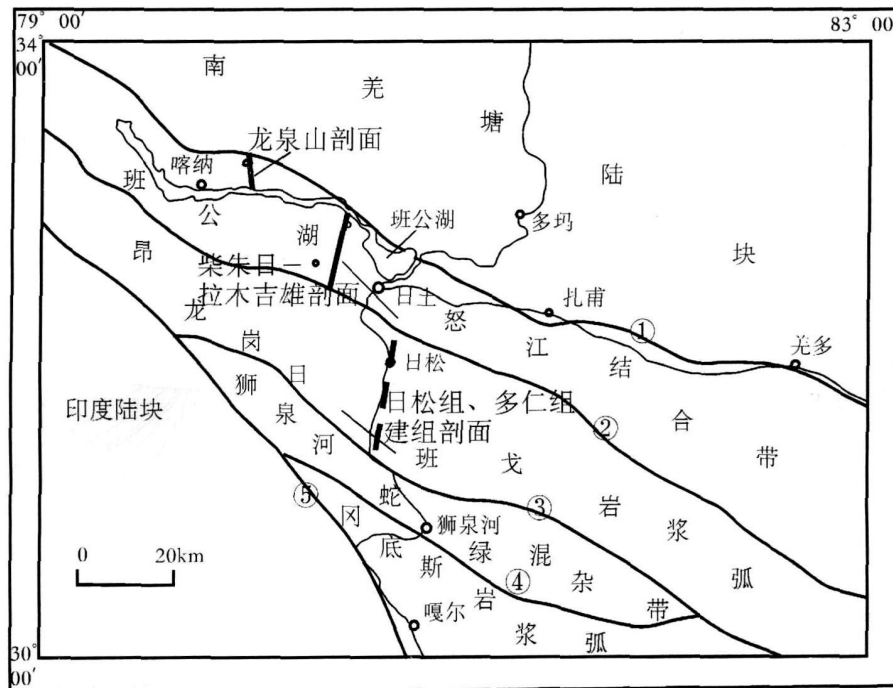 79° 00′
83° 00′
34°
00′
南羌塘陆块
龙泉山剖面
喀纳
班公湖怒江结合带
班公湖
多玛
柴朱目—
拉木吉雄剖面
日土
扎甫
羌多
①
昂龙岗日班戈岩浆弧
日松
日松组、多仁组
建组剖面
②
印度陆块
狮泉河蛇绿混杂带
③
⑤
狮泉河
④
冈底斯岩浆弧
嘎尔
0 20km
30°
00′